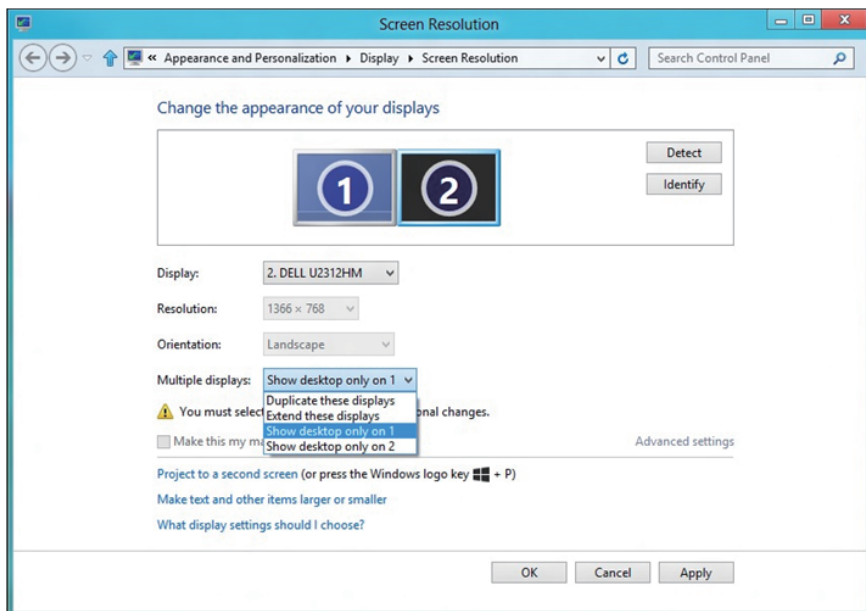 Screen Resolution
« Appearance and Personalization ▸ Display ▸ Screen Resolution Search Control Panel
Change the appearance of your displays
1 2
Detect
Identify
Display: 2. DELL U2312HM
Resolution: 1366 × 768
Orientation: Landscape
Multiple displays: Show desktop only on 1
Duplicate these displays
Extend these displays
Show desktop only on 1
Show desktop only on 2
You must onal changes.
Make this my Advanced settings
Project to a second screen (or press the Windows logo key + P)
Make text and other items larger or smaller
What display settings should I choose?
OK Cancel Apply